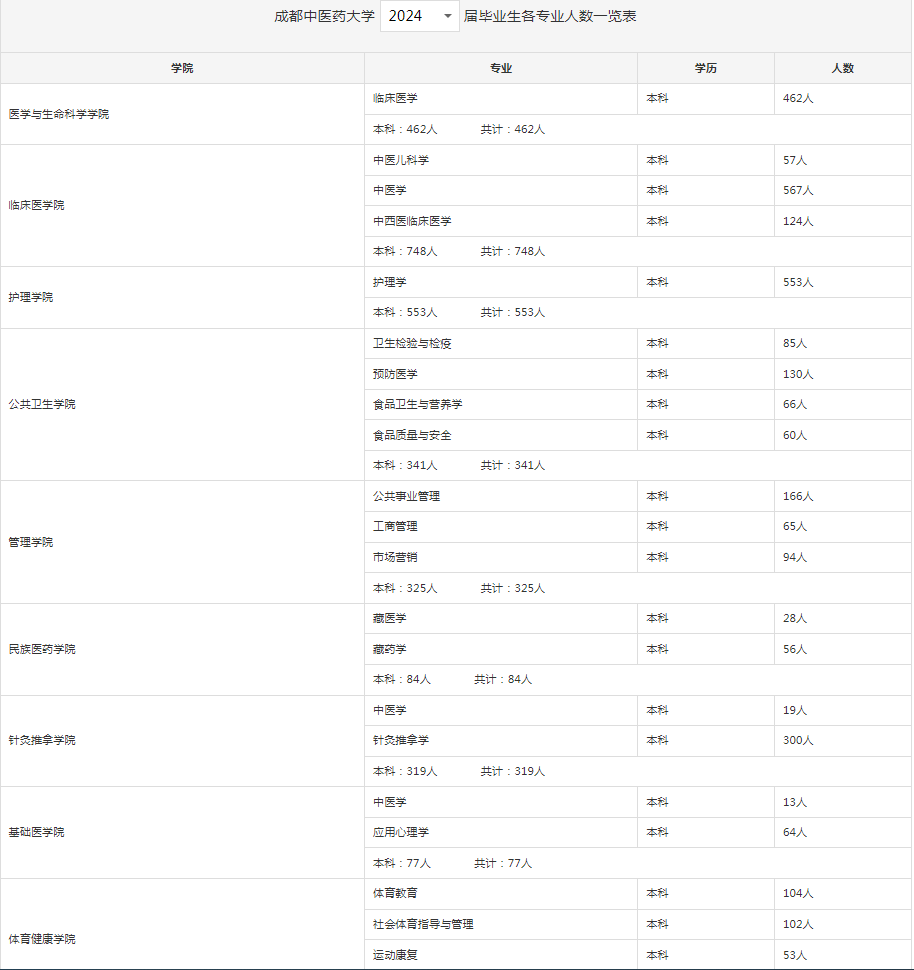 成都中医药大学 2024 届毕业生各专业人数一览表
学院 专业 学历 人数
医学与生命科学学院
临床医学 本科 462人
本科：462人 共计：462人
临床医学院
中医儿科学 本科 57人
中医学 本科 567人
中西医临床医学 本科 124人
本科：748人 共计：748人
护理学院
护理学 本科 553人
本科：553人 共计：553人
公共卫生学院
卫生检验与检疫 本科 85人
预防医学 本科 130人
食品卫生与营养学 本科 66人
食品质量与安全 本科 60人
本科：341人 共计：341人
管理学院
公共事业管理 本科 166人
工商管理 本科 65人
市场营销 本科 94人
本科：325人 共计：325人
民族医药学院
藏医学 本科 28人
藏药学 本科 56人
本科：84人 共计：84人
针灸推拿学院
中医学 本科 19人
针灸推拿学 本科 300人
本科：319人 共计：319人
基础医学院
中医学 本科 13人
应用心理学 本科 64人
本科：77人 共计：77人
体育健康学院
体育教育 本科 104人
社会体育指导与管理 本科 102人
运动康复 本科 53人